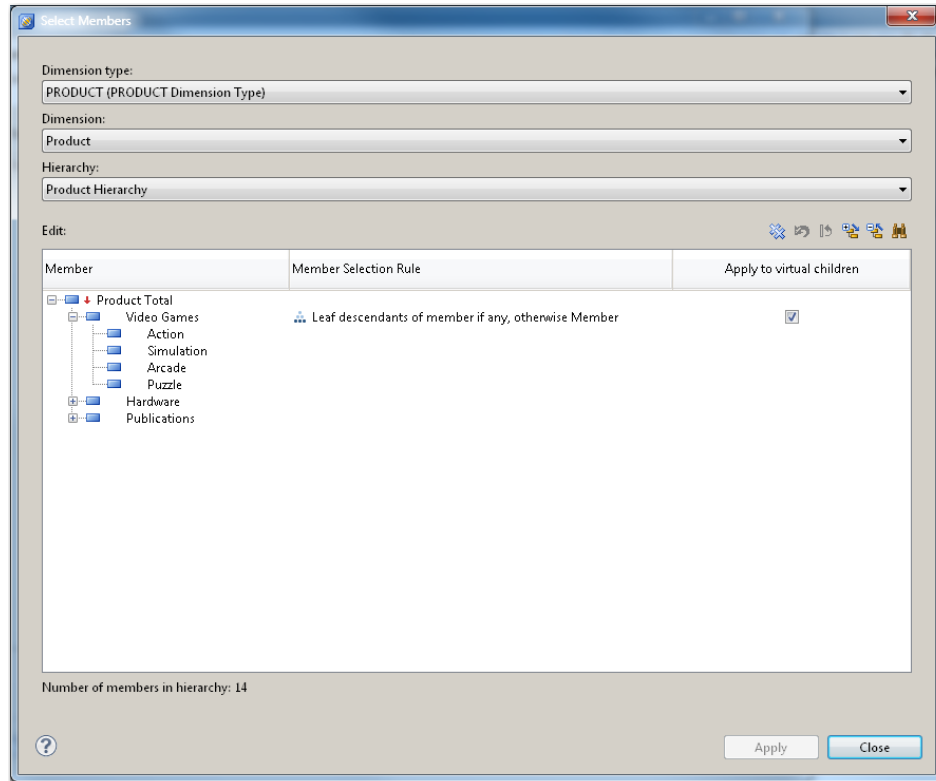 Select Members
Dimension type:
PRODUCT (PRODUCT Dimension Type)
Dimension:
Product
Hierarchy:
Product Hierarchy
Edit:
Member Member Selection Rule Apply to virtual children
Product Total
Video Games Leaf descendants of member if any, otherwise Member
Action
Simulation
Arcade
Puzzle
Hardware
Publications
Number of members in hierarchy: 14
Apply Close